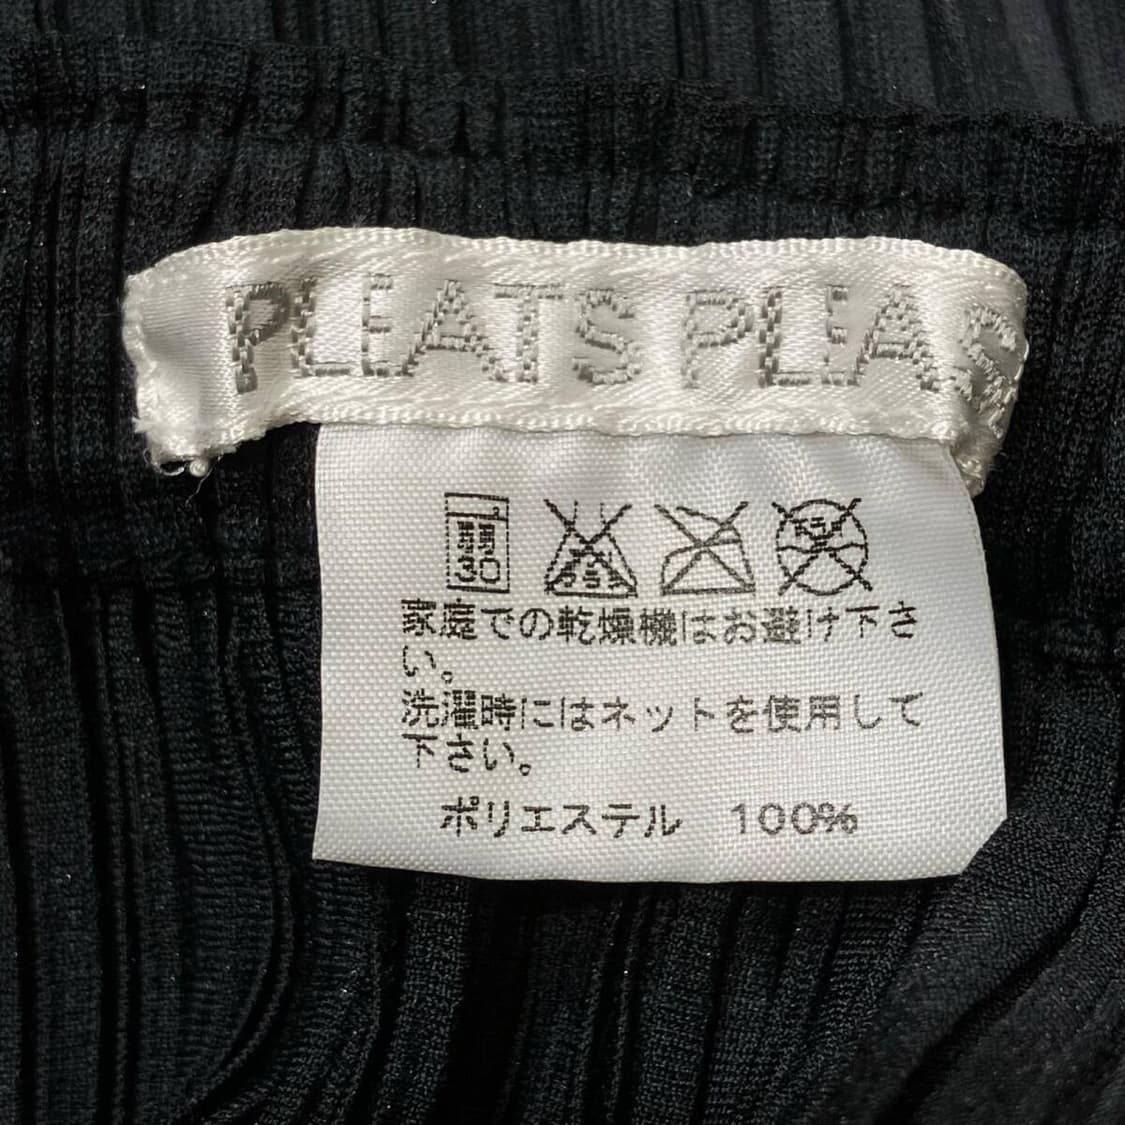 PLEATS PLEAS
30
家庭での乾燥機はお避け下さ
い。
洗濯時にはネットを使用して
下さい。
ポリエステル 100%